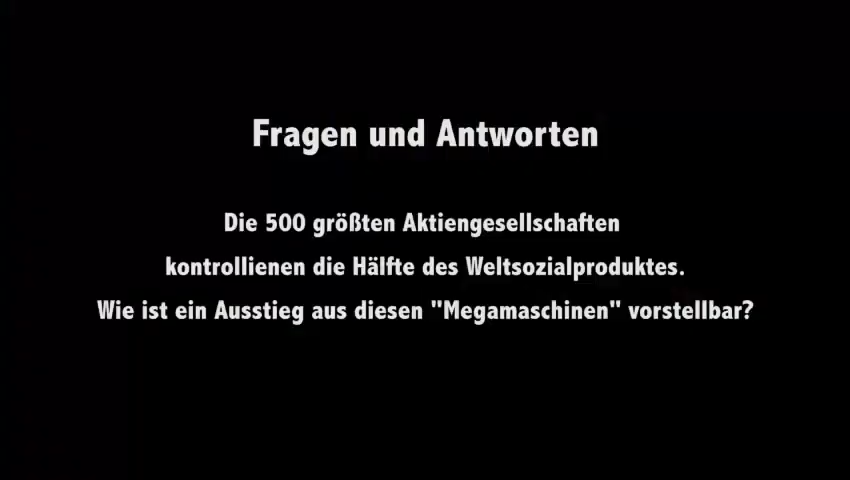 Fragen und Antworten
Die 500 größten Aktiengesellschaften
kontrollienen die Hälfte des Weltsozialproduktes.
Wie ist ein Ausstieg aus diesen "Megamaschinen" vorstellbar?